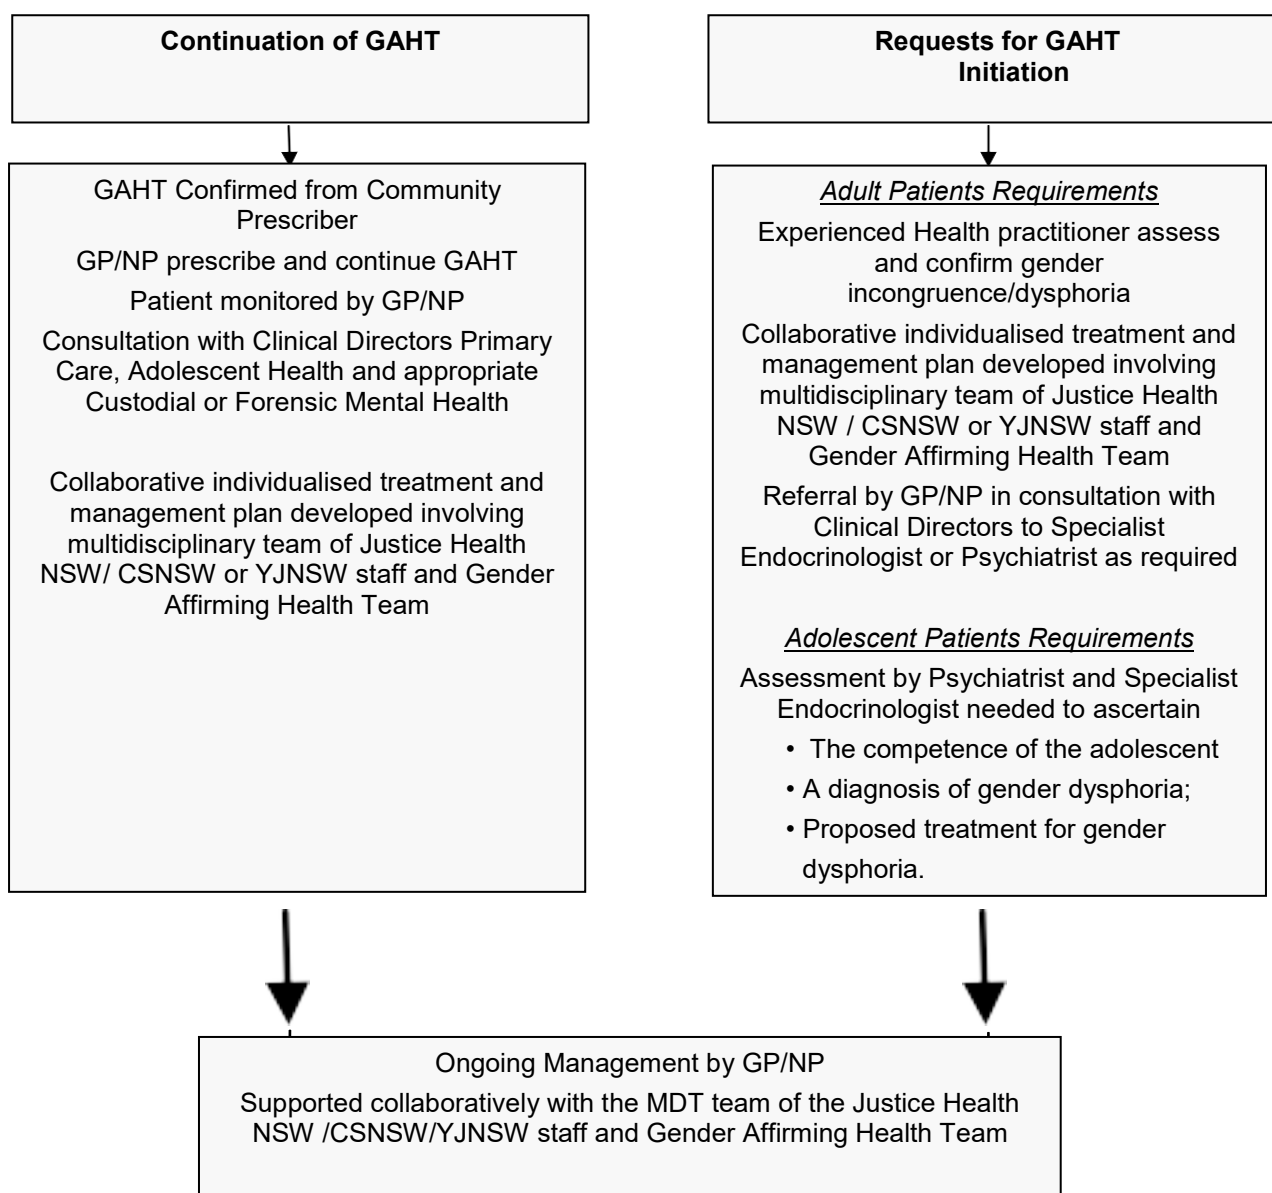 Continuation of GAHT
GAHT Confirmed from Community
Prescriber
GP/NP prescribe and continue GAHT
Patient monitored by GP/NP
Consultation with Clinical Directors Primary
Care, Adolescent Health and appropriate
Custodial or Forensic Mental Health
Collaborative individualised treatment and
management plan developed involving
multidisciplinary team of Justice Health
NSW/ CSNSW or YJNSW staff and Gender
Affirming Health Team
Requests for GAHT
Initiation
Adult Patients Requirements
Experienced Health practitioner assess
and confirm gender
incongruence/dysphoria
Collaborative individualised treatment and
management plan developed involving
multidisciplinary team of Justice Health
NSW / CSNSW or YJNSW staff and
Gender Affirming Health Team
Referral by GP/NP in consultation with
Clinical Directors to Specialist
Endocrinologist or Psychiatrist as required
Adolescent Patients Requirements
Assessment by Psychiatrist and Specialist
Endocrinologist needed to ascertain
• The competence of the adolescent
• A diagnosis of gender dysphoria;
• Proposed treatment for gender
dysphoria.
Ongoing Management by GP/NP
Supported collaboratively with the MDT team of the Justice Health
NSW /CSNSW/YJNSW staff and Gender Affirming Health Team